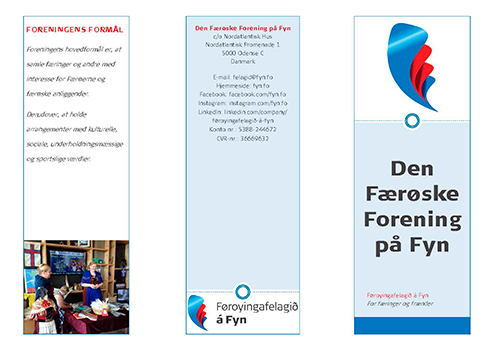 FORENINGENS FORMÅL
Foreningens hovedformål er, at
samle færinger og andre med
interesse for Færøerne og
færøske anliggender.
Derudover, at holde
arrangementer med kulturelle,
sociale, underholdningsmæssige
og sportslige værdier.
Den Færøske Forening på Fyn
c/o Nordatlantisk Hus
Nordatlantisk Promenade 1
5000 Odense C
Danmark
E-mail: felagid@fyn.fo
Hjemmeside: fyn.fo
Facebook: facebook.com/fyn.fo
Instagram: instagram.com/fyn.fo
Linkedin: linkedin.com/company/
føroyingafelagið-á-fyn
Konto nr.: 5388-244672
CVR-nr.: 36669632
Føroyingafelagið
á Fyn
Den
Færøske
Forening
på Fyn
Føroyingafelagið á Fyn
For færinger og frænder